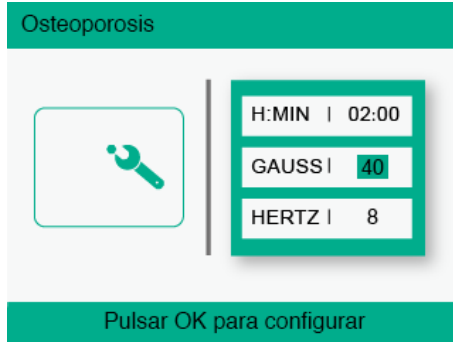 Osteoporosis
H:MIN | 02:00
GAUSS | 40
HERTZ | 8
Pulsar OK para configurar